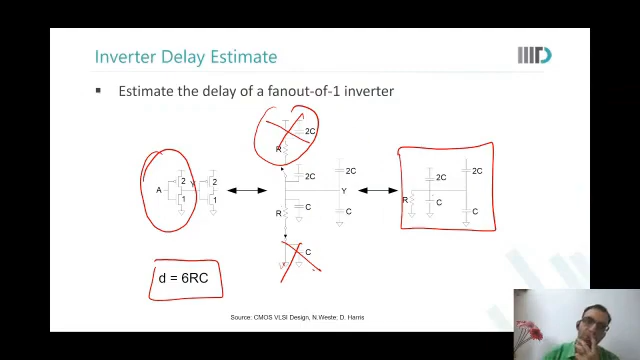 Inverter Delay Estimate
Estimate the delay of a fanout-of-1 inverter
2C
R
2C
2C
2
2
A
Y
1
1
Y
R
C
C
C
2C
2C
R
C
C
d = 6RC
Source: CMOS VLSI Design, N.Weste; D. Harris